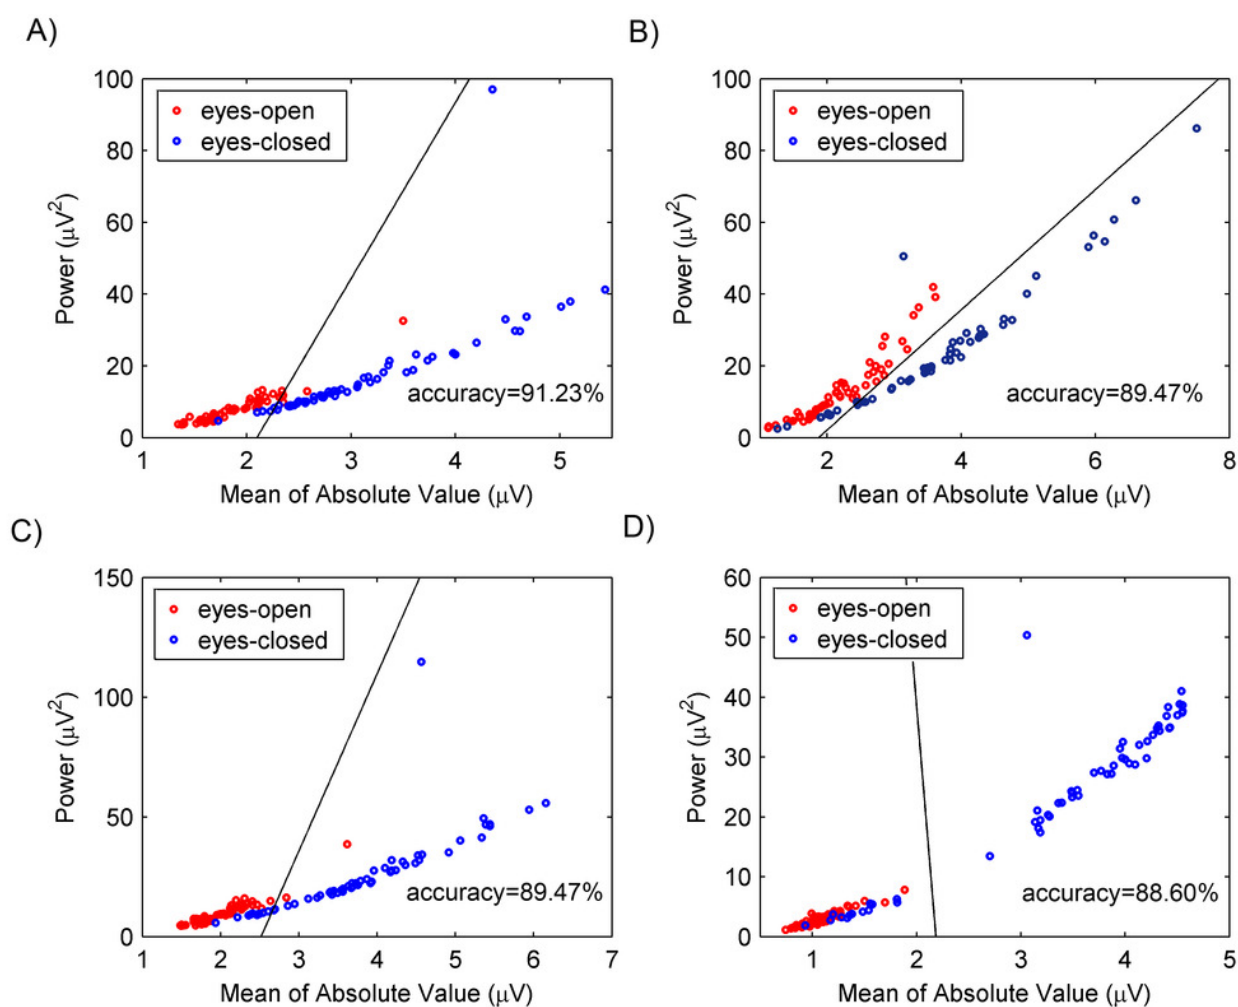 A)
100
80
60
40
20
0
Power (μV²)
eyes-open
eyes-closed
accuracy=91.23%
1 2 3 4 5
Mean of Absolute Value (μV)
B)
100
80
60
40
20
0
Power (μV²)
eyes-open
eyes-closed
accuracy=89.47%
2 4 6 8
Mean of Absolute Value (μV)
C)
150
100
50
0
Power (μV²)
eyes-open
eyes-closed
accuracy=89.47%
1 2 3 4 5 6 7
Mean of Absolute Value (μV)
D)
60
50
40
30
20
10
0
Power (μV²)
eyes-open
eyes-closed
accuracy=88.60%
1 2 3 4 5
Mean of Absolute Value (μV)